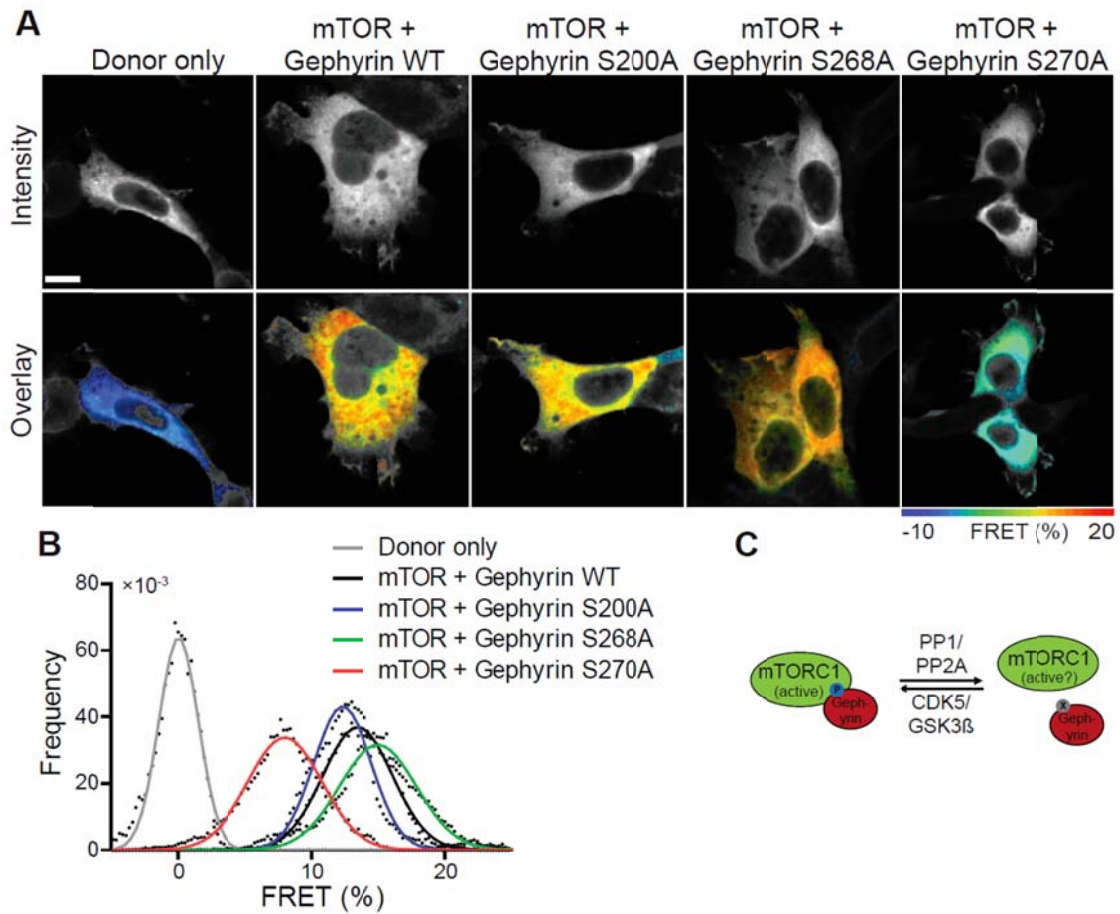 A
Donor only
mTOR +
Gephyrin WT
mTOR +
Gephyrin S200A
mTOR +
Gephyrin S268A
mTOR +
Gephyrin S270A
Intensity
Overlay
-10 FRET (%) 20
B
Donor only
mTOR + Gephyrin WT
mTOR + Gephyrin S200A
mTOR + Gephyrin S268A
mTOR + Gephyrin S270A
×10-3
80
60
40
20
0
Frequency
0 10 20
FRET (%)
C
mTORC1
(active)
P
Geph-
yrin
PP1/
PP2A
CDK5/
GSK3ß
mTORC1
(active?)
X
Geph-
yrin